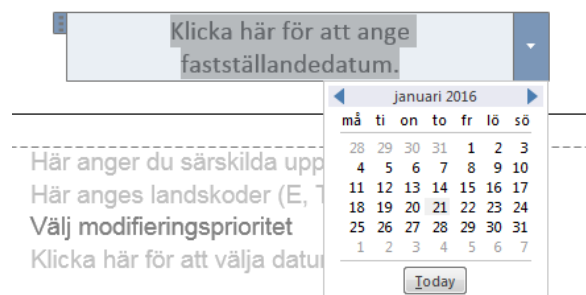 Klicka här för att ange
fastställandedatum.
januari 2016
må ti on to fr lö sö
28 29 30 31 1 2 3
4 5 6 7 8 9 10
11 12 13 14 15 16 17
18 19 20 21 22 23 24
25 26 27 28 29 30 31
1 2 3 4 5 6 7
Today
Här anger du särskilda upp
Här anges landskoder (E,
Välj modifieringsprioritet
Klicka här för att välja datu